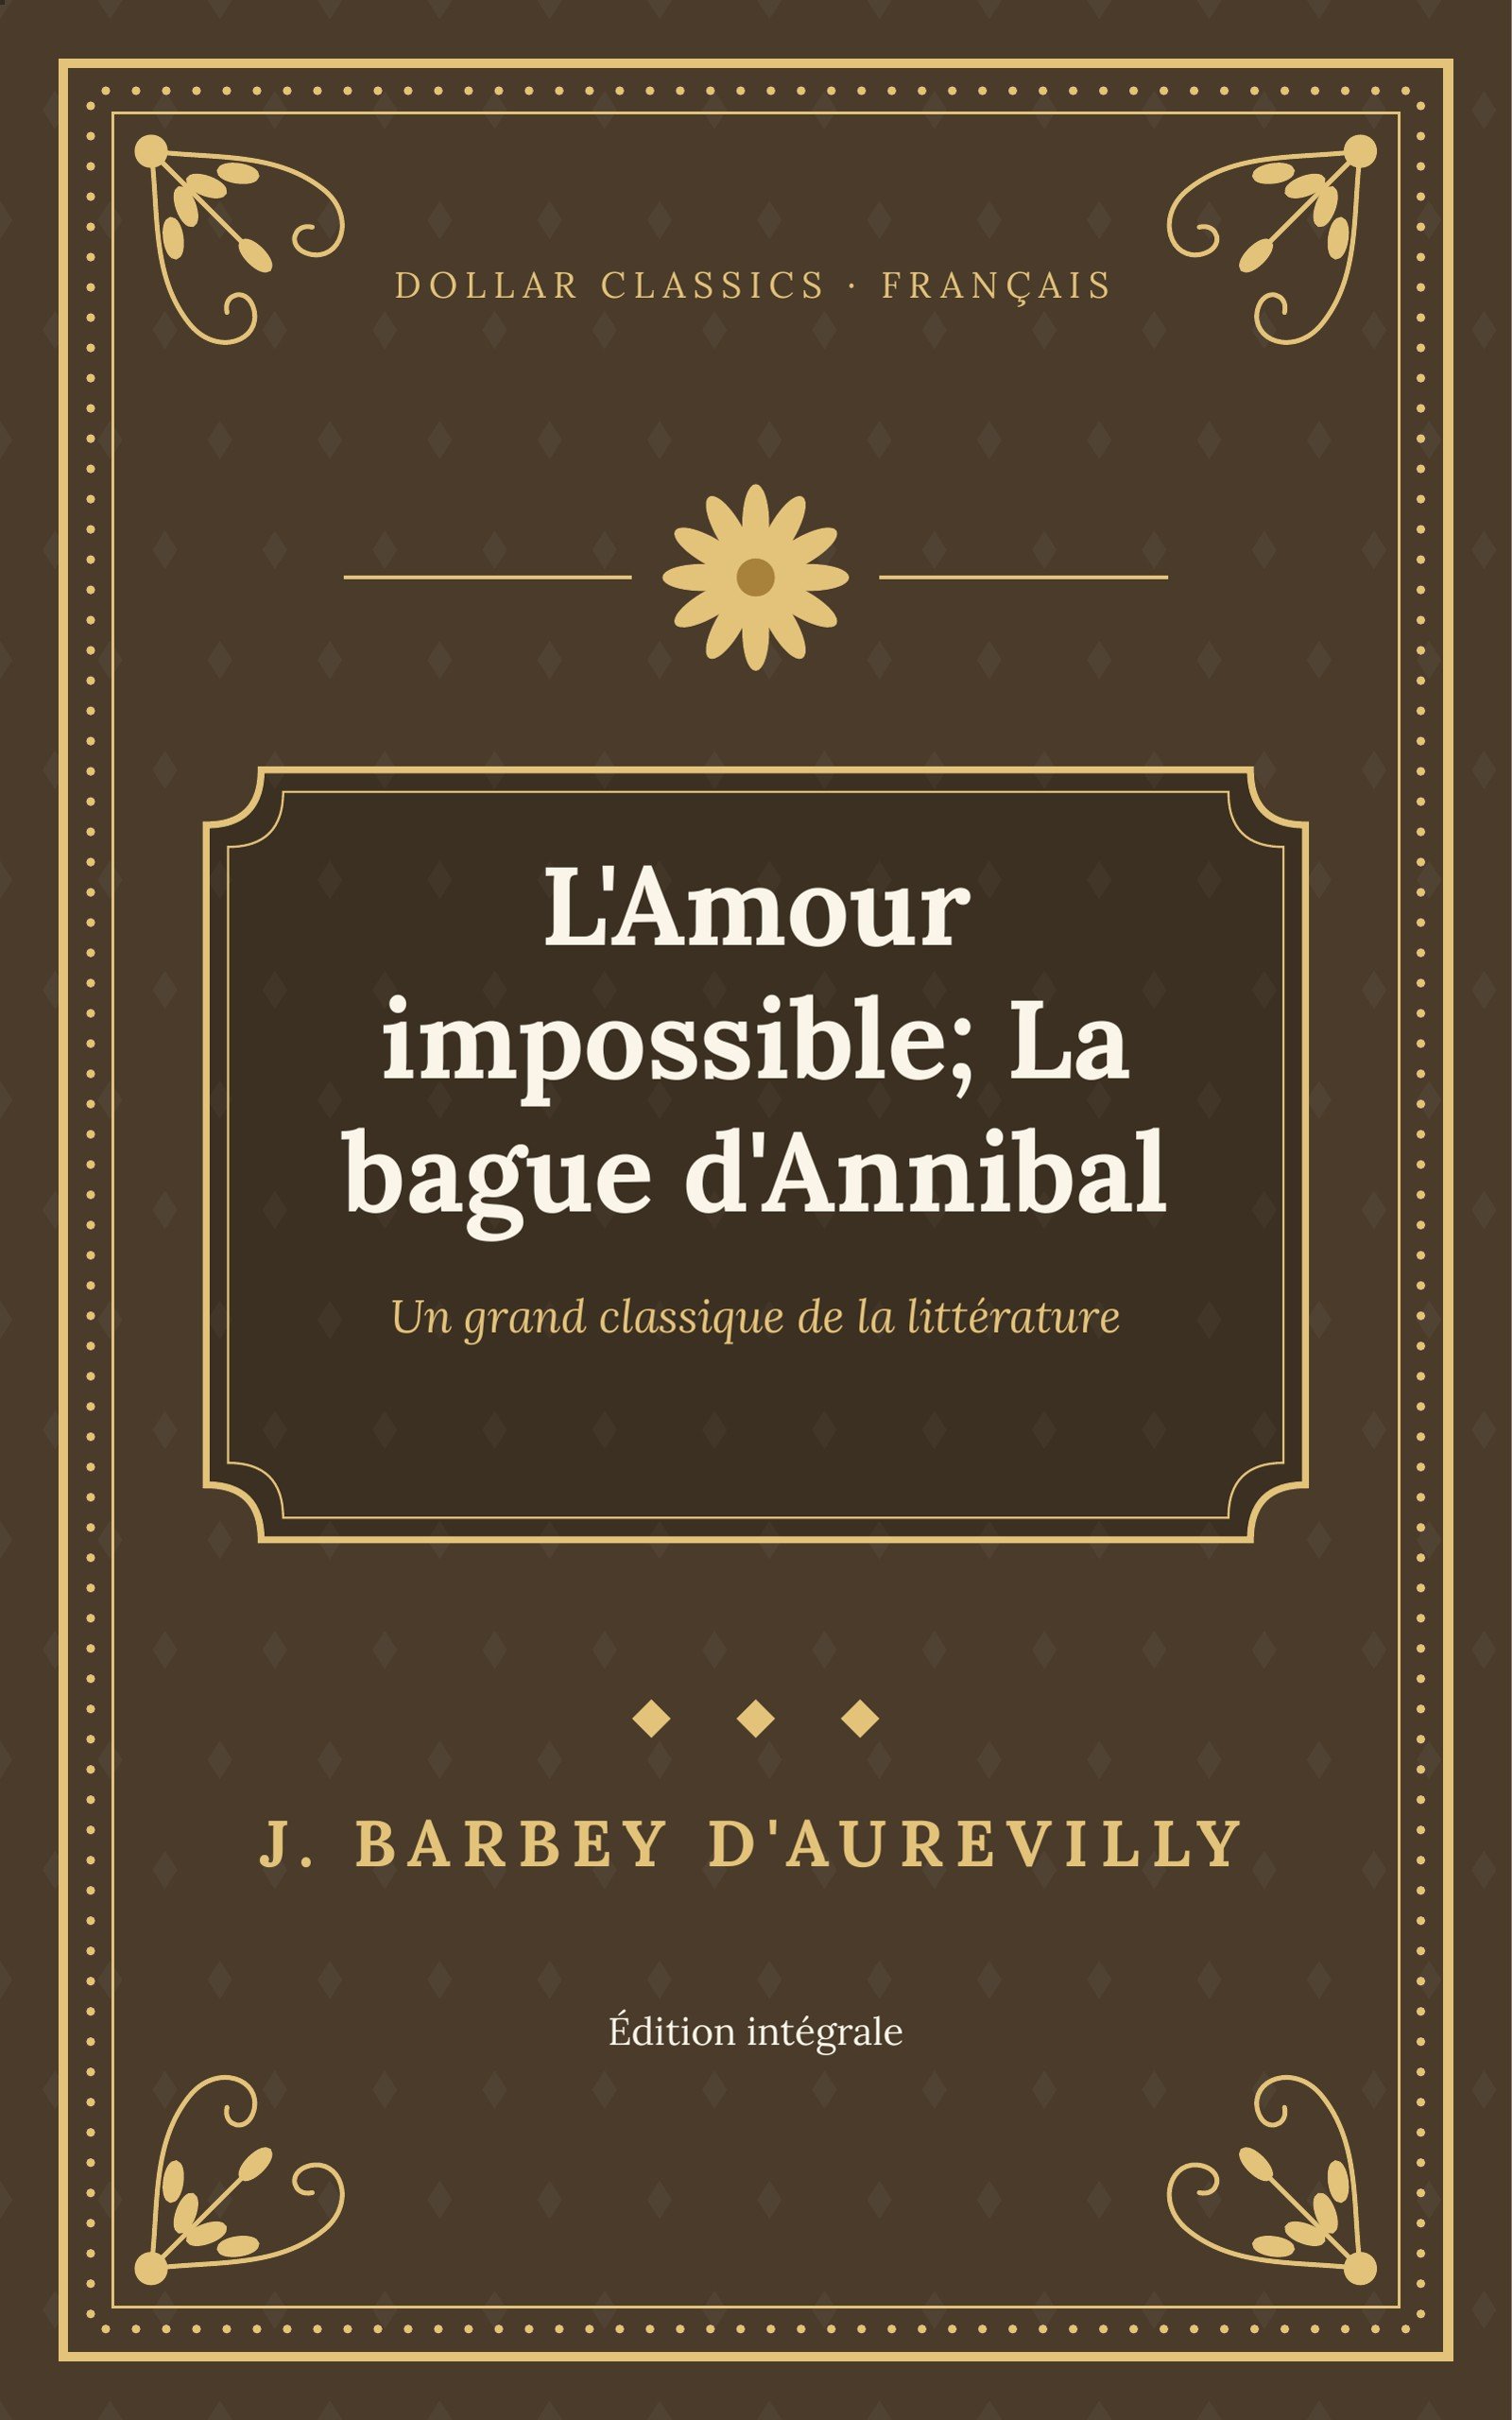 DOLLAR CLASSICS · FRANÇAIS
L'Amour
impossible; La
bague d'Annibal
Un grand classique de la littérature
J. BARBEY D'AUREVILLY
Édition intégrale